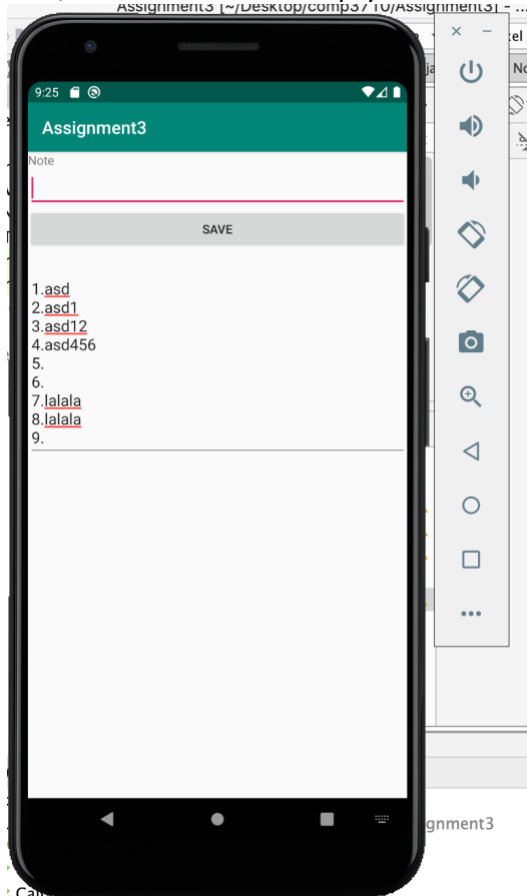 Assignment3 [~/Desktop/comp3710/Assignment3] - ...
9:25
Assignment3
Note
SAVE
1.asd
2.asd1
3.asd12
4.asd456
5.
6.
7.lalala
8.lalala
9.
gnment3